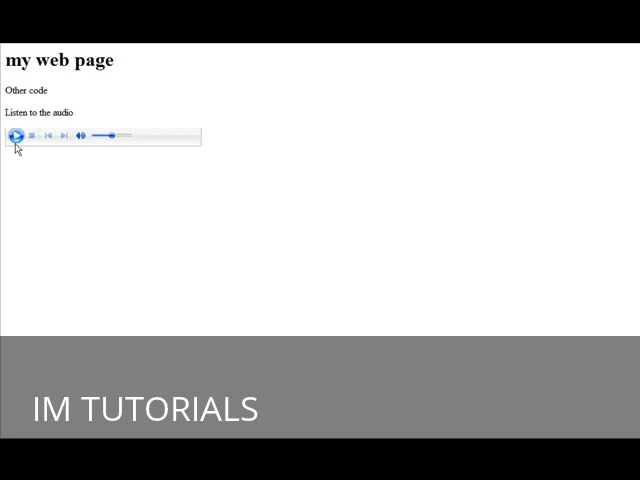 my web page
Other code
Listen to the audio
IM TUTORIALS